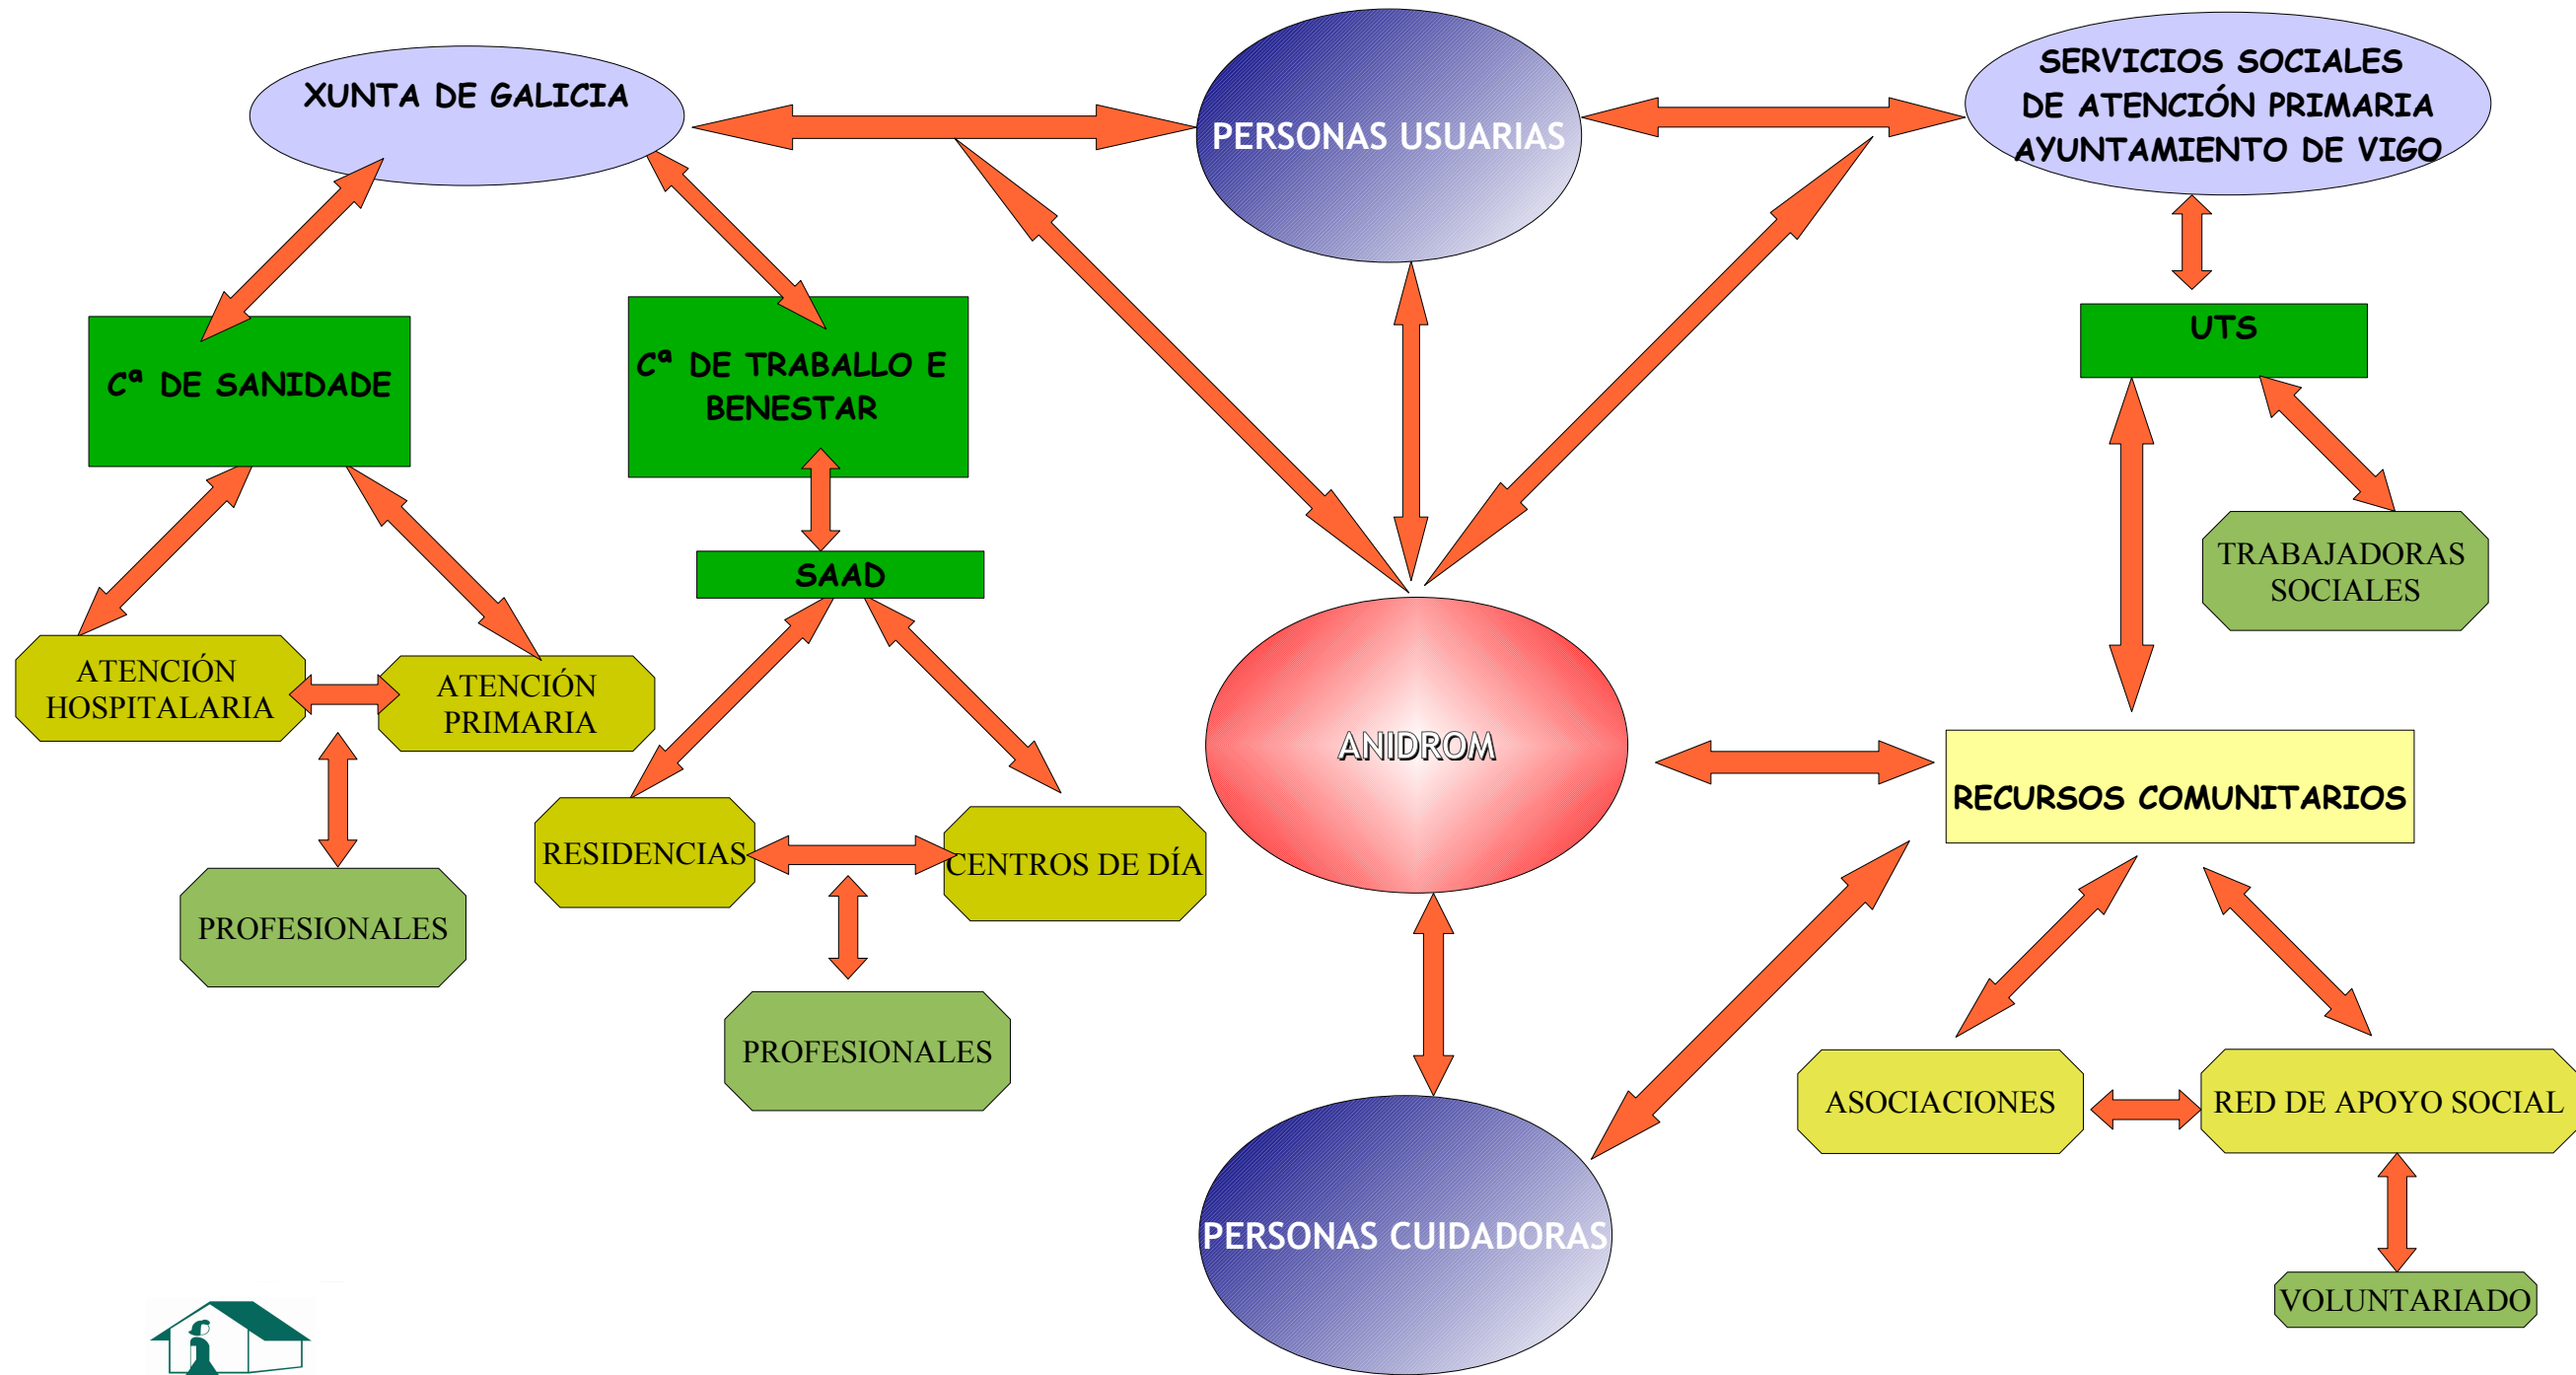 XUNTA DE GALICIA
PERSONAS USUARIAS
SERVICIOS SOCIALES
DE ATENCIÓN PRIMARIA
AYUNTAMIENTO DE VIGO
Cª DE SANIDADE
Cª DE TRABALLO E
BENESTAR
UTS
SAAD
TRABAJADORAS
SOCIALES
ATENCIÓN
HOSPITALARIA
ATENCIÓN
PRIMARIA
ANIDROM
RECURSOS COMUNITARIOS
RESIDENCIAS
CENTROS DE DÍA
PROFESIONALES
PROFESIONALES
ASOCIACIONES
RED DE APOYO SOCIAL
PERSONAS CUIDADORAS
VOLUNTARIADO